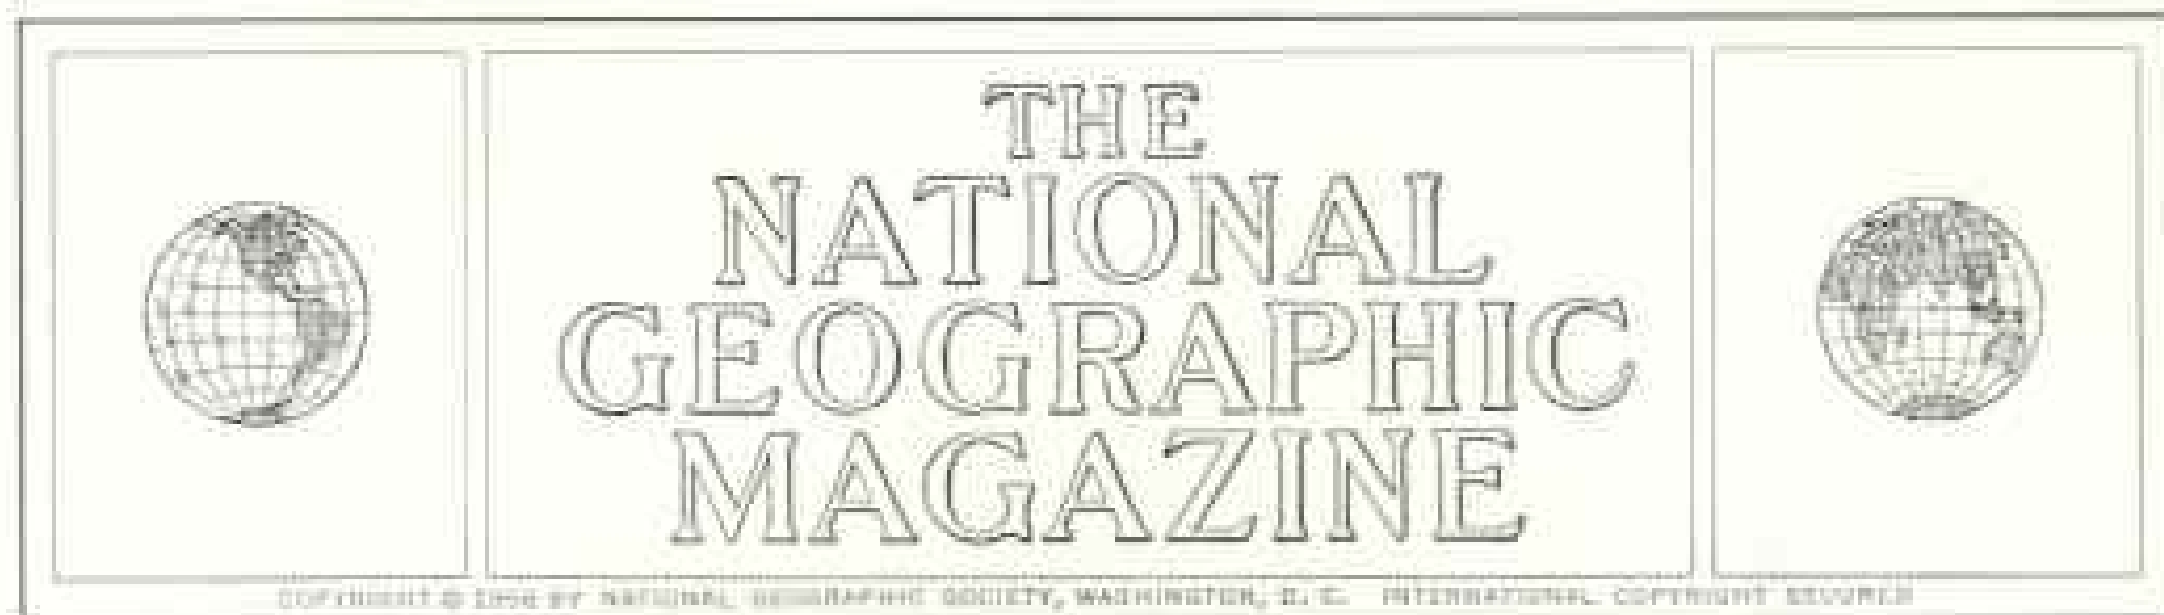 THE
NATIONAL
GEOGRAPHIC
MAGAZINE
COPYRIGHT © BY NATIONAL GEOGRAPHIC SOCIETY, WASHINGTON, D. C. INTERNATIONAL COPYRIGHT SECURED